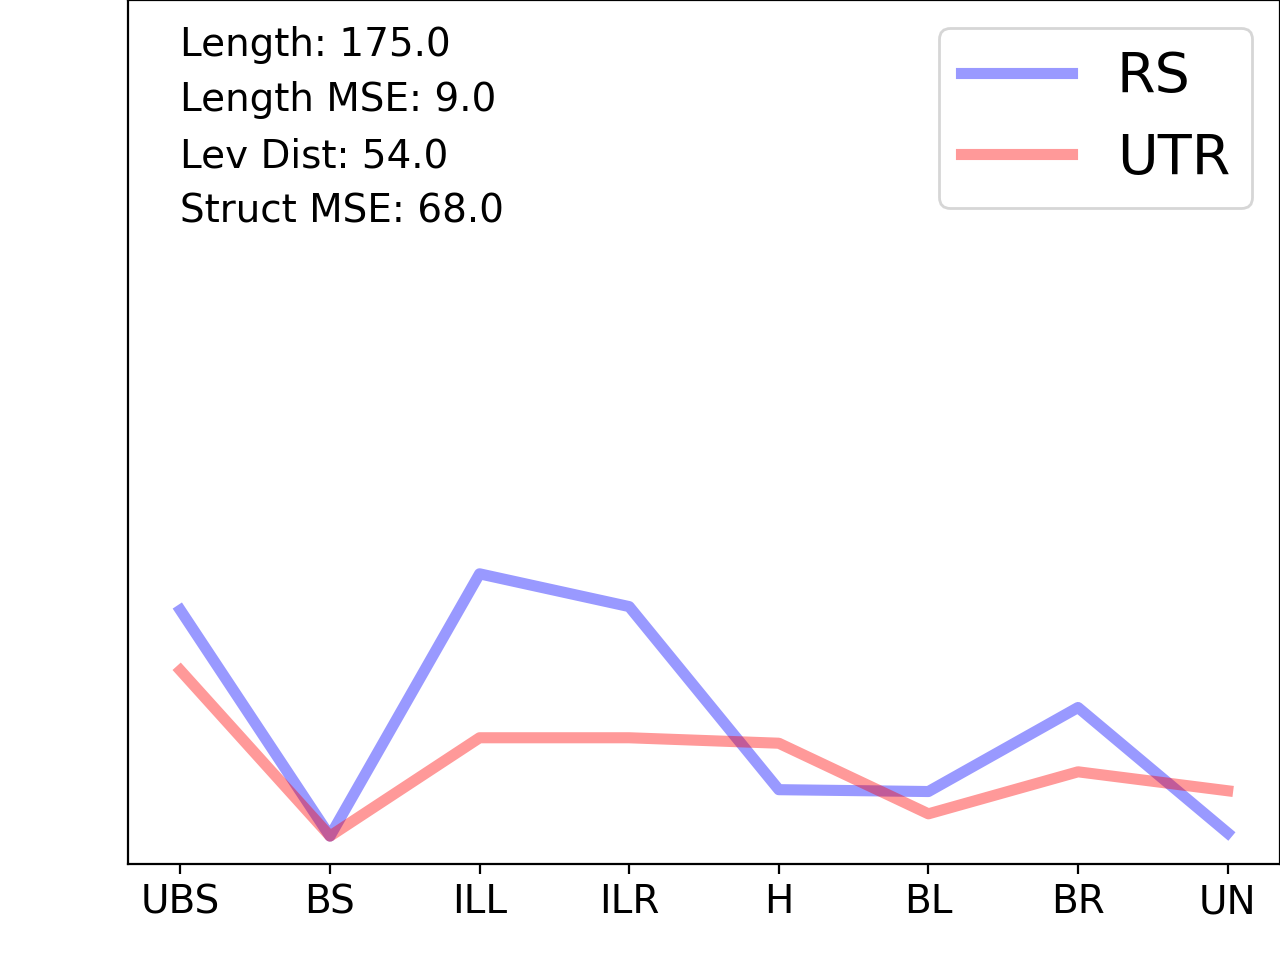 Length: 175.0
Length MSE: 9.0
Lev Dist: 54.0
Struct MSE: 68.0
RS
UTR
UBS BS ILL ILR H BL BR UN